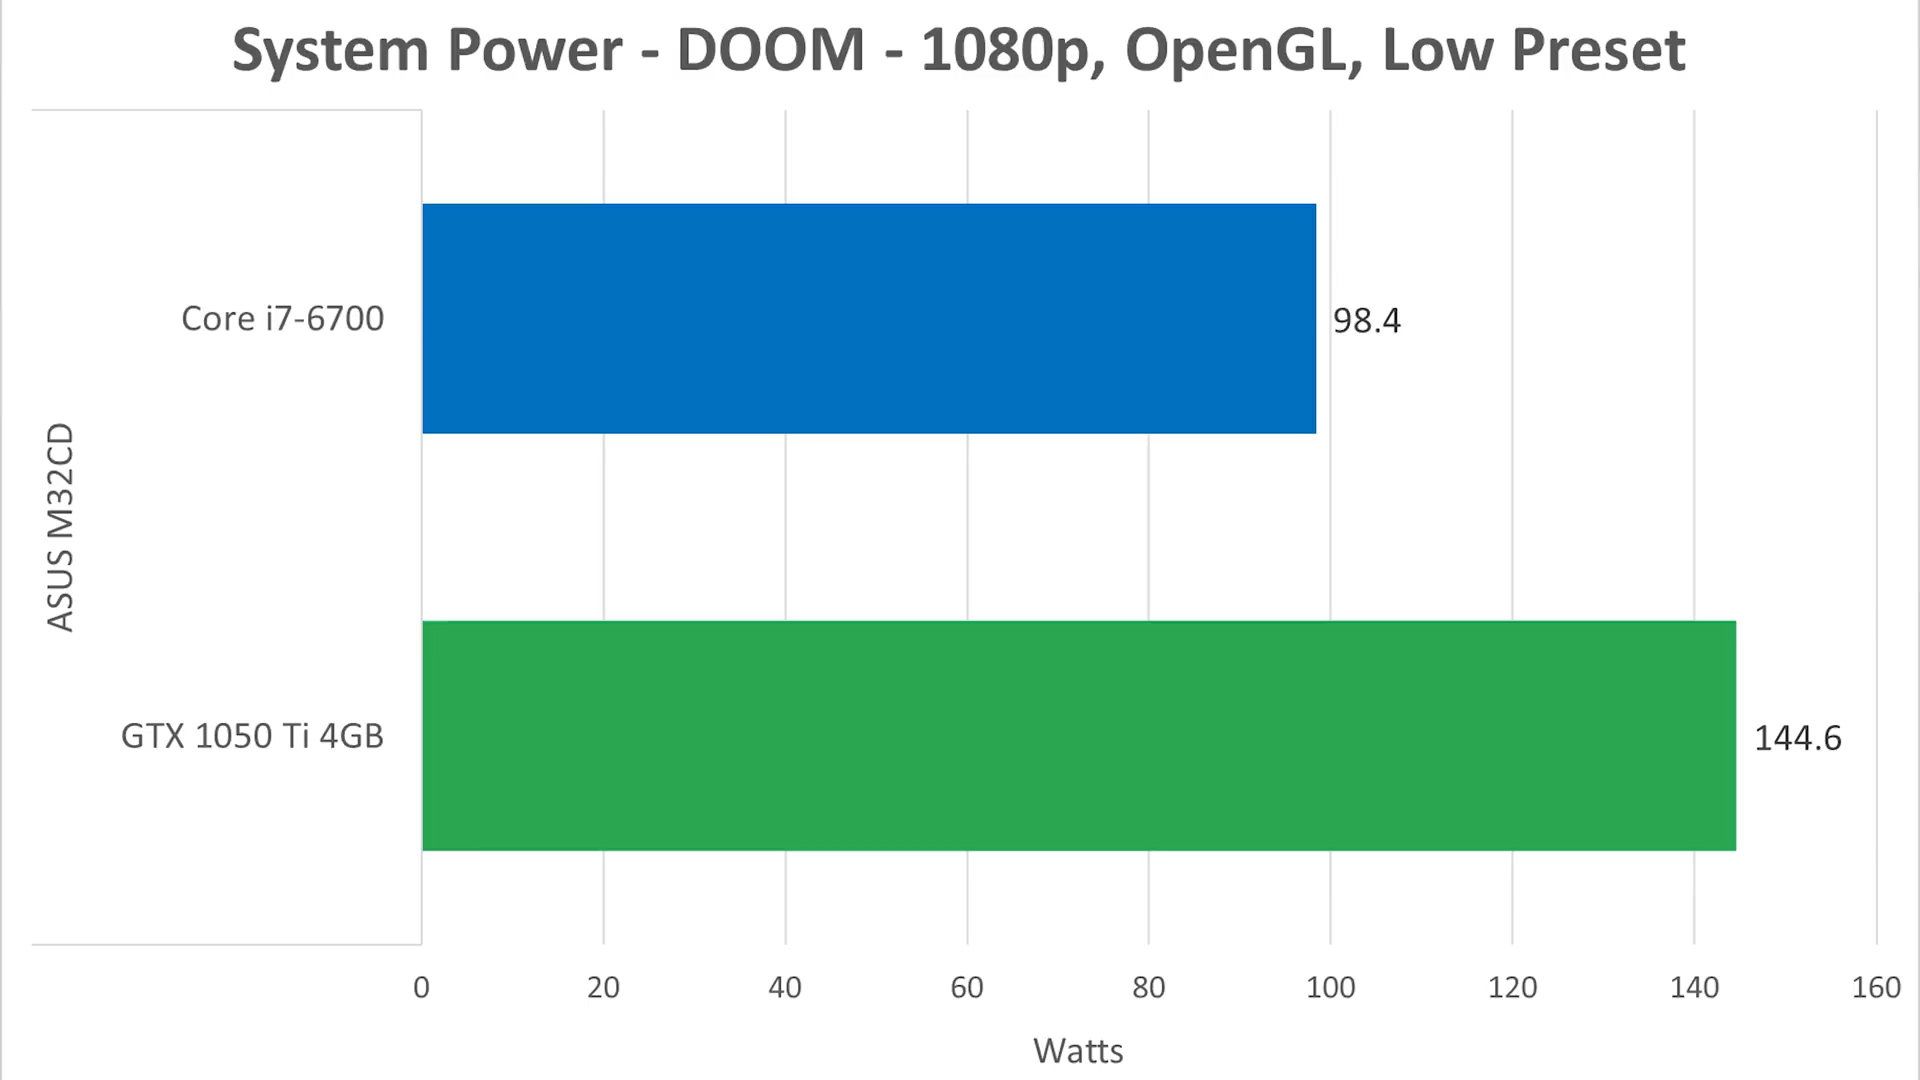 System Power - DOOM - 1080p, OpenGL, Low Preset
ASUS M32CD
Core i7-6700
98.4
GTX 1050 Ti 4GB
144.6
0 20 40 60 80 100 120 140 160
Watts